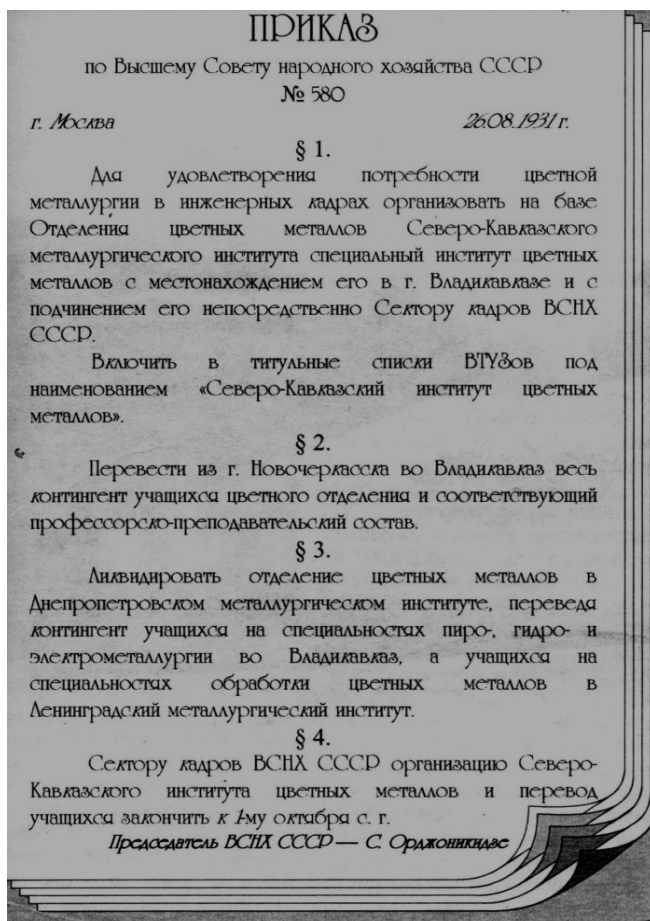 ПРИКАЗ
по Высшему Совету народного хозяйства СССР
№ 580
г. Москва 26.08.1931 г.
§ 1.
Для удовлетворения потребности цветной
металлургии в инженерных кадрах организовать на базе
Отделения цветных металлов Северо-Кавказского
металлургического института специальный институт цветных
металлов с местонахождением его в г. Владикавказе и с
подчинением его непосредственно Сектору кадров ВСНХ
СССР.
Включить в титульные списки ВТУЗов под
наименованием «Северо-Кавказский институт цветных
металлов».
§ 2.
Перевести из г. Новочеркасска во Владикавказ весь
контингент учащихся цветного отделения и соответствующий
профессорско-преподавательский состав.
§ 3.
Ликвидировать отделение цветных металлов в
Днепропетровском металлургическом институте, переведя
контингент учащихся на специальностях пиро-, гидро- и
электрометаллургии во Владикавказ, а учащихся на
специальностях обработки цветных металлов в
Ленинградский металлургический институт.
§ 4.
Сектору кадров ВСНХ СССР организацию Северо-
Кавказского института цветных металлов и перевод
учащихся закончить к 1-му октября с. г.
Председатель ВСНХ СССР — С. Орджоникидзе